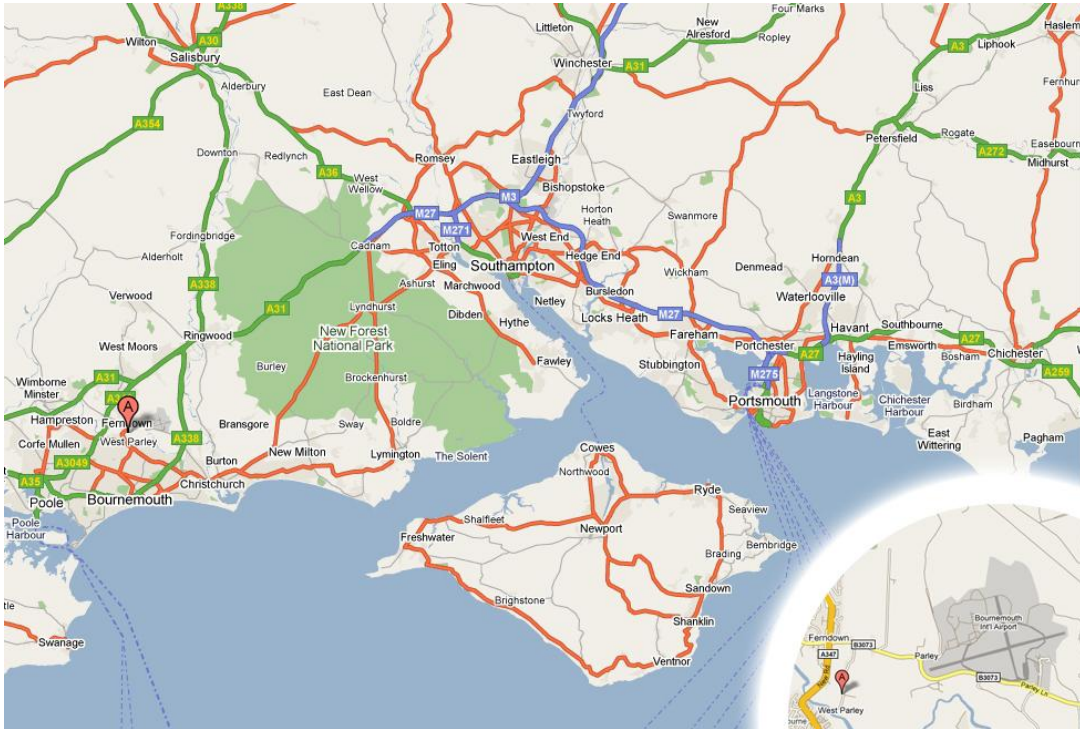 A338
Four Marks
Littleton
New
Alresford
Ropley
A30
Wilton
Salisbury
A3
Liphook
Haslem
Winchester
A31
Alderbury
East Dean
Liss
Fernhur
Twyford
A354
Petersfield
Rogate
Easebourn
A272
Midhurst
Downton
Redlynch
A36
Romsey
Eastleigh
West
Wellow
Bishopstoke
M3
A3
Horton
Heath
Swanmore
M27
M271
West End
Fordingbridge
Cadnam
Totton
Hedge End
Alderholt
Eling
Southampton
Wickham
Denmead
Horndean
A338
Ashurst
Marchwood
A3(M)
Verwood
Bursledon
Waterlooville
A31
Lyndhurst
Netley
Dibden
Hythe
Locks Heath
M27
Southbourne
Ringwood
New Forest
National Park
Fareham
Havant
A27
West Moors
Portchester
Emsworth
A27
Chichester
Bosham
Burley
Fawley
Stubbington
Hayling
Island
A259
Wimborne
Minster
A31
Brockenhurst
M275
Langstone
Harbour
Portsmouth
Birdham
Chichester
Harbour
A
Ferndown
Hampreston
Bransgore
Sway
Boldre
Corfe Mullen
West Parley
A338
East
Wittering
Pagham
A3049
Burton
New Milton
Lymington
The Solent
Cowes
A35
Christchurch
Northwood
Poole
Bournemouth
Ryde
Seaview
Poole
Harbour
Shalfleet
Newport
Freshwater
Bembridge
Brading
Sandown
Brighstone
Shanklin
Swanage
Ventnor
Bournemouth
Int'l Airport
Ferndown
B3073
A347
Parley
B3073
Parley Ln
New Rd
A
West Parley